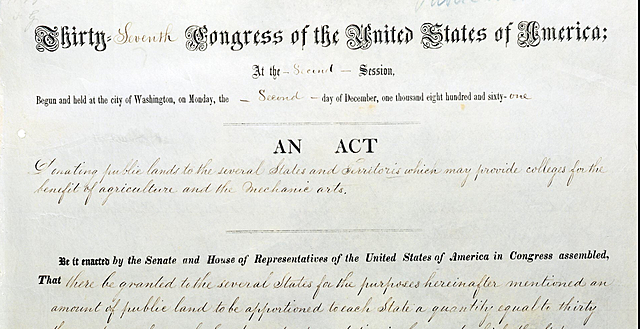 Thirty-Seventh Congress of the United States of America;
At the - Second - Session,
Begun and held at the city of Washington, on Monday, the - Second - day of December, one thousand eight hundred and sixty-one
AN ACT
Donating public lands to the several States and Territories which may provide colleges for the
benefit of agriculture and the Mechanic arts.
Be it enacted by the Senate and House of Representatives of the United States of America in Congress assembled,
That there be granted to the several States for the purposes hereinafter mentioned an
amount of public land to be apportioned to each State a quantity equal to thirty